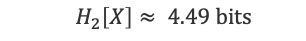 H₂[X] ≈ 4.49 bits